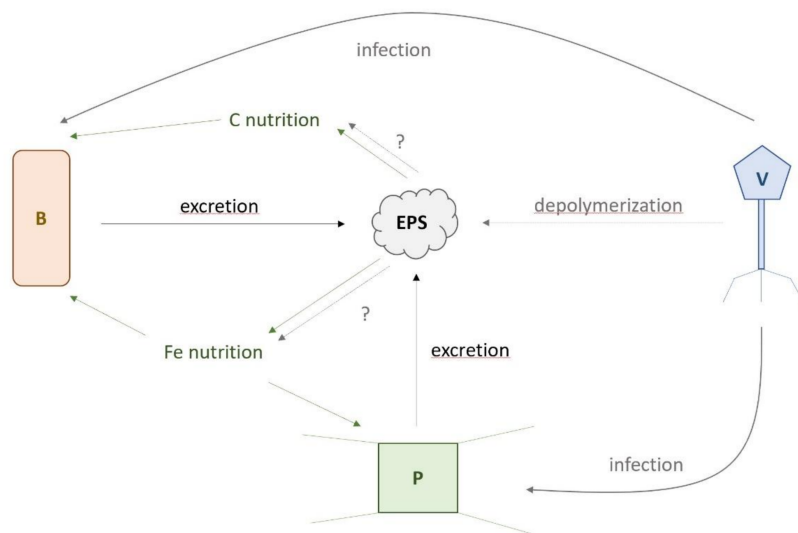 infection
C nutrition
?
V
excretion
depolymerization
B
EPS
?
Fe nutrition
excretion
infection
P